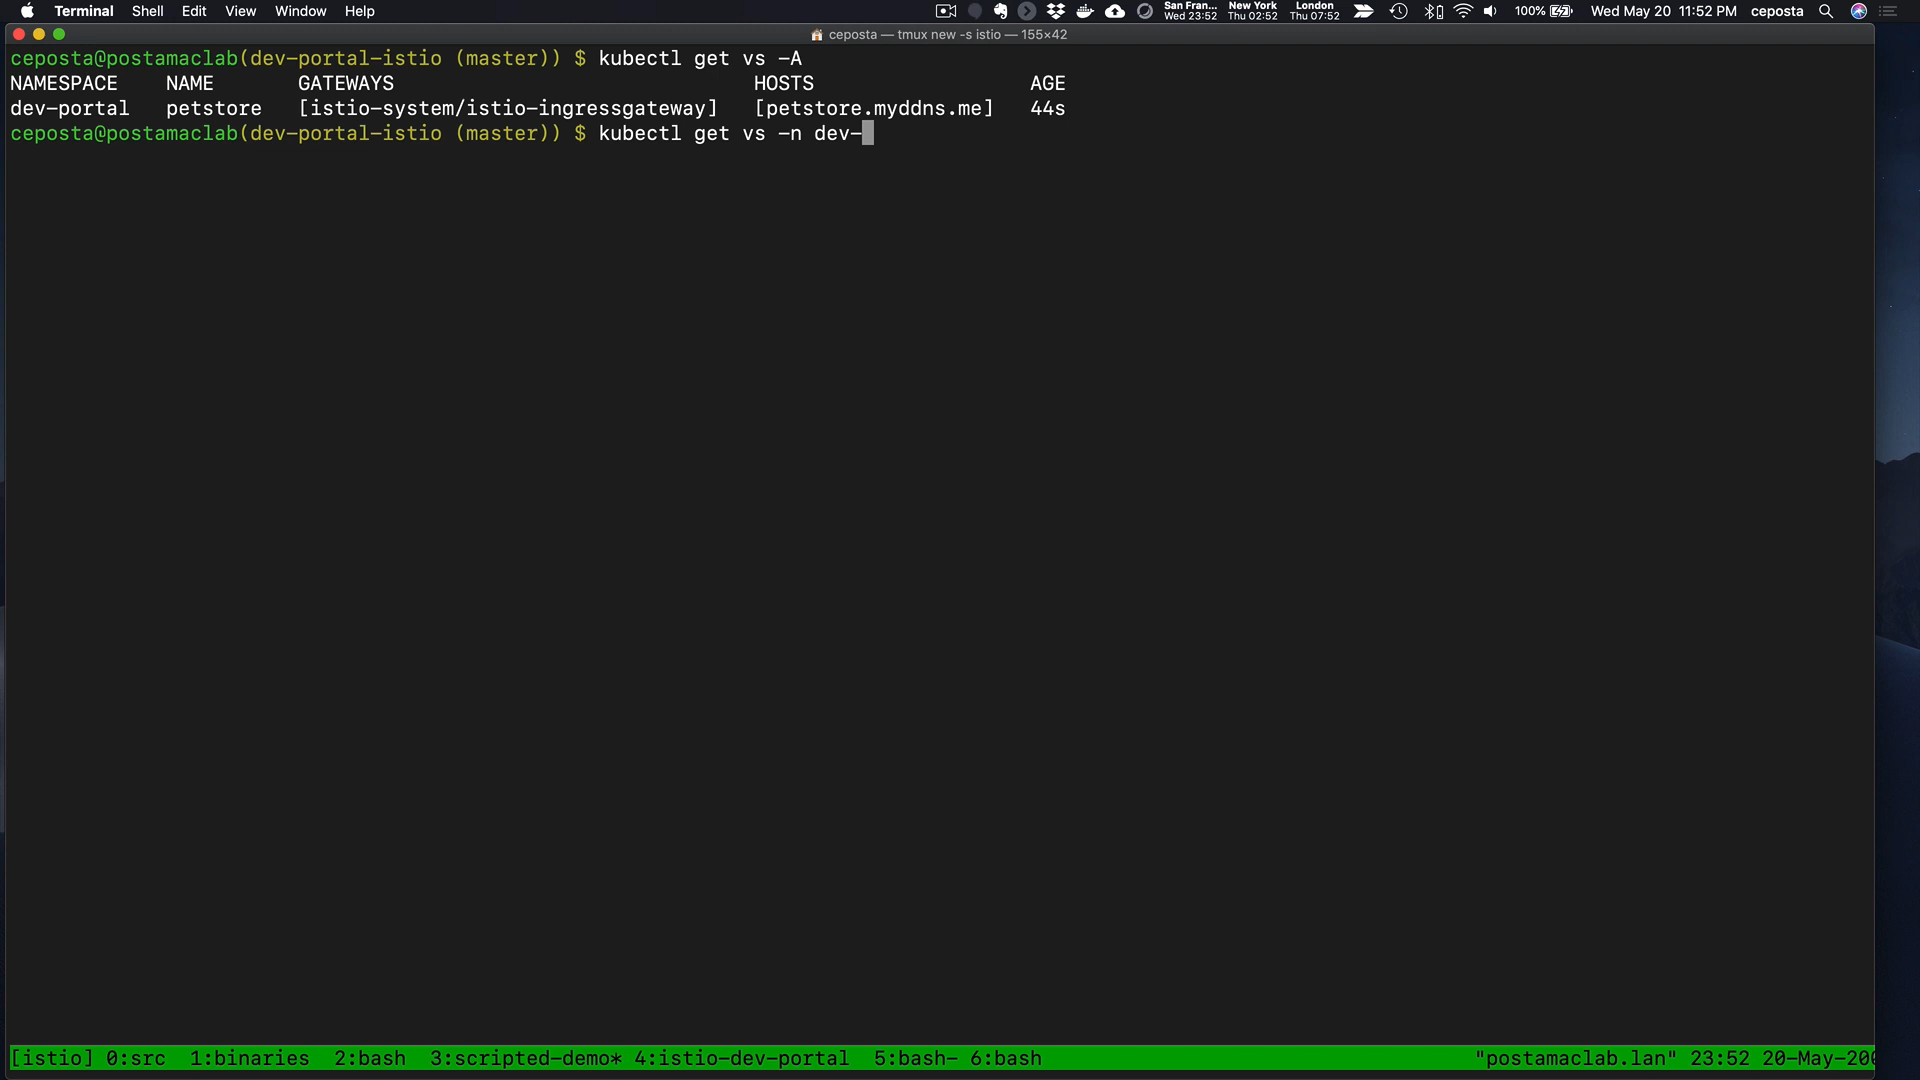 Terminal Shell Edit View Window Help San Fran... Wed 23:52 New York Thu 02:52 London Thu 07:52 100% Wed May 20 11:52 PM ceposta
ceposta — tmux new -s istio — 155×42
ceposta@postamaclab(dev-portal-istio (master)) $ kubectl get vs -A
NAMESPACE NAME GATEWAYS HOSTS AGE
dev-portal petstore [istio-system/istio-ingressgateway] [petstore.myddns.me] 44s
ceposta@postamaclab(dev-portal-istio (master)) $ kubectl get vs -n dev-
[istio] 0:src 1:binaries 2:bash 3:scripted-demo* 4:istio-dev-portal 5:bash- 6:bash "postamaclab.lan" 23:52 20-May-20